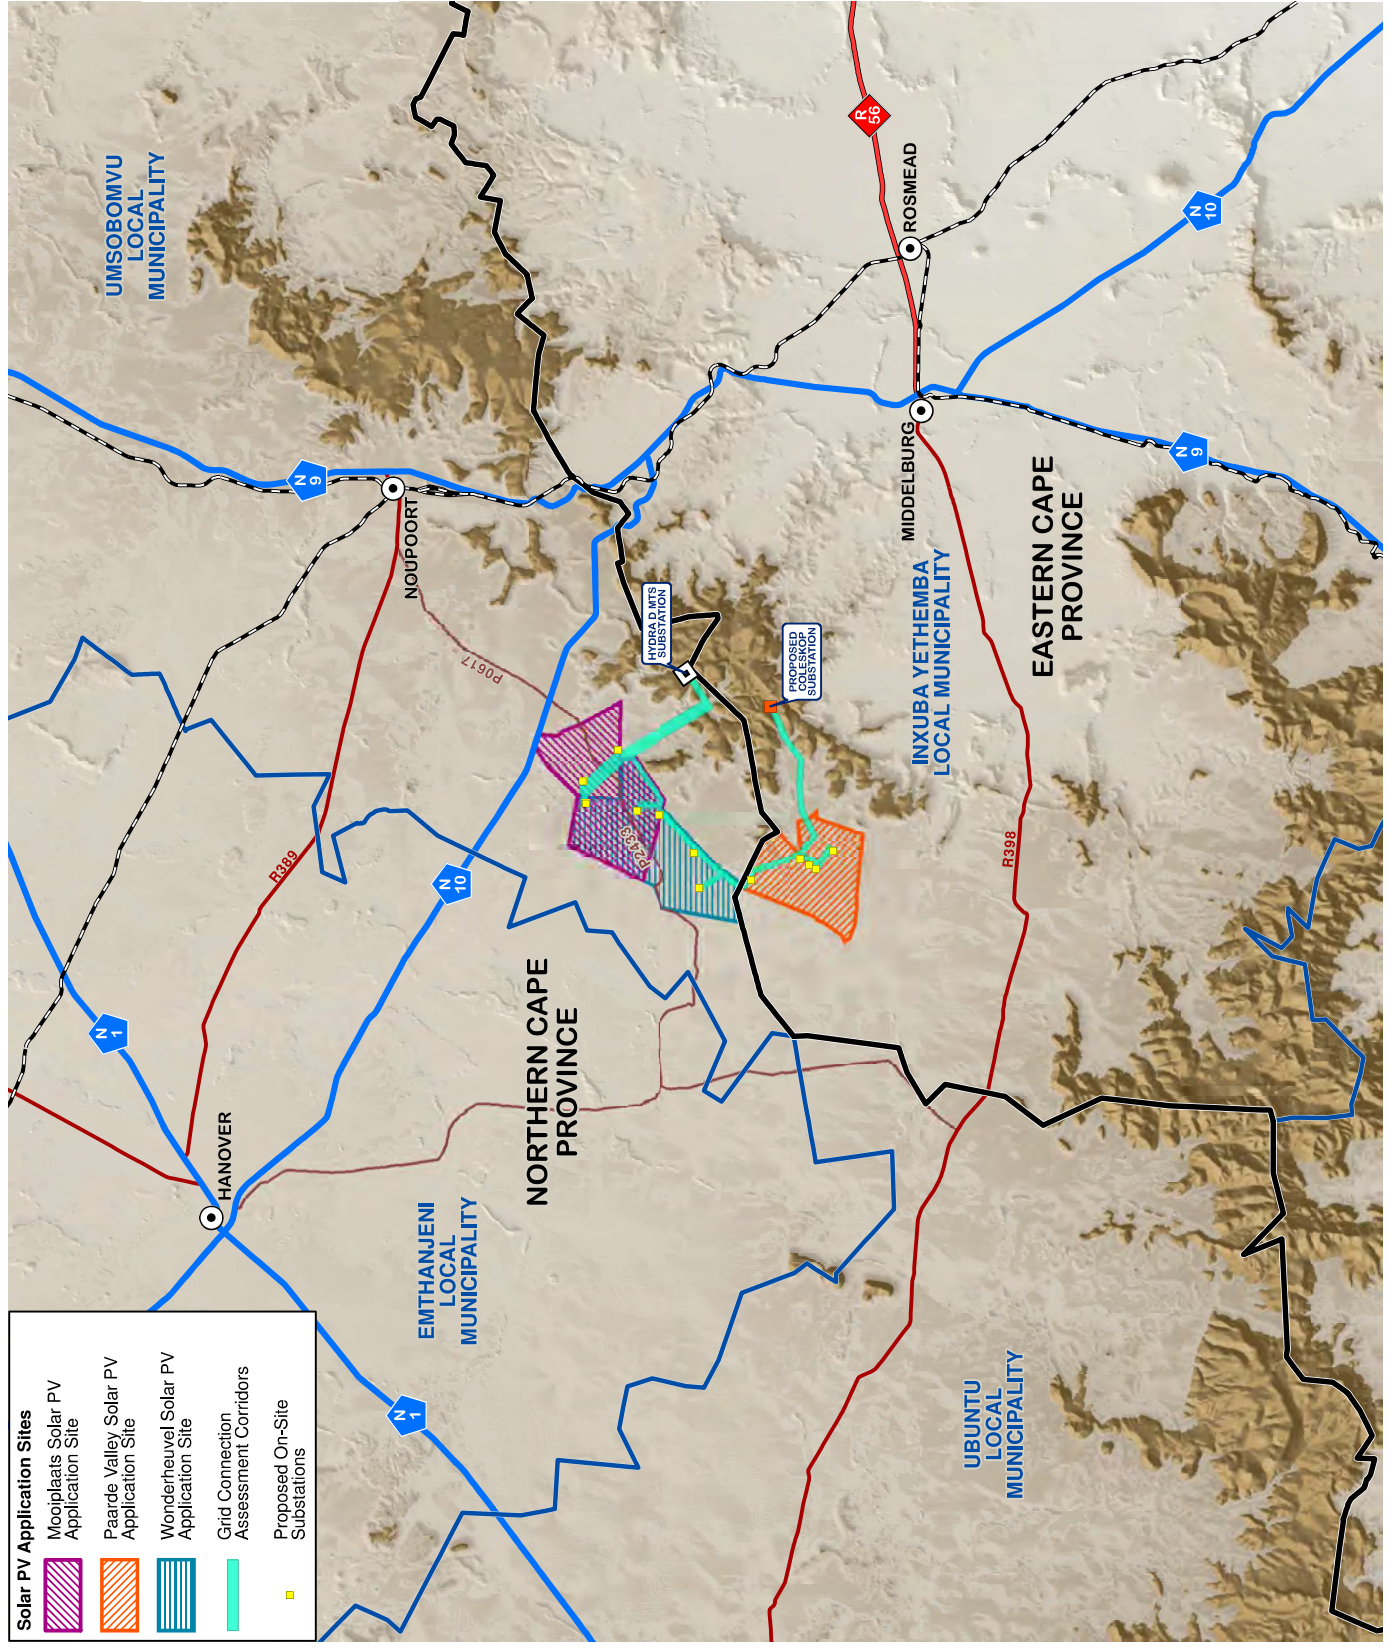 Solar PV Application Sites
Mooiplaats Solar PV
Application Site
Paarde Valley Solar PV
Application Site
Wonderheuvel Solar PV
Application Site
Grid Connection
Assessment Corridors
Proposed On-Site
Substations
UMSOBOMVU
LOCAL
MUNICIPALITY
N
9
NOUPOORT
P0617
R389
N
1
N
10
HANOVER
N
1
EMTHANJENI
LOCAL
MUNICIPALITY
NORTHERN CAPE
PROVINCE
P2433
HYDRA D MTS
SUBSTATION
PROPOSED
COLESKOP
SUBSTATION
R
56
ROSMEAD
N
10
MIDDELBURG
N
9
INXUBA YETHEMBA
LOCAL MUNICIPALITY
EASTERN CAPE
PROVINCE
R398
UBUNTU
LOCAL
MUNICIPALITY